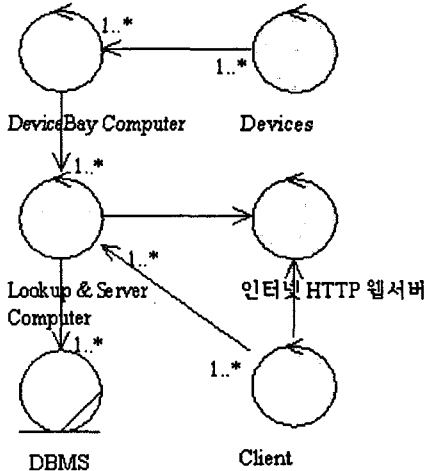 1..*
1..*
DeviceBay Computer
Devices
1..*
1..*
Lookup & Server
Computer
인터넷 HTTP 웹서버
1..*
1..*
DBMS
Client